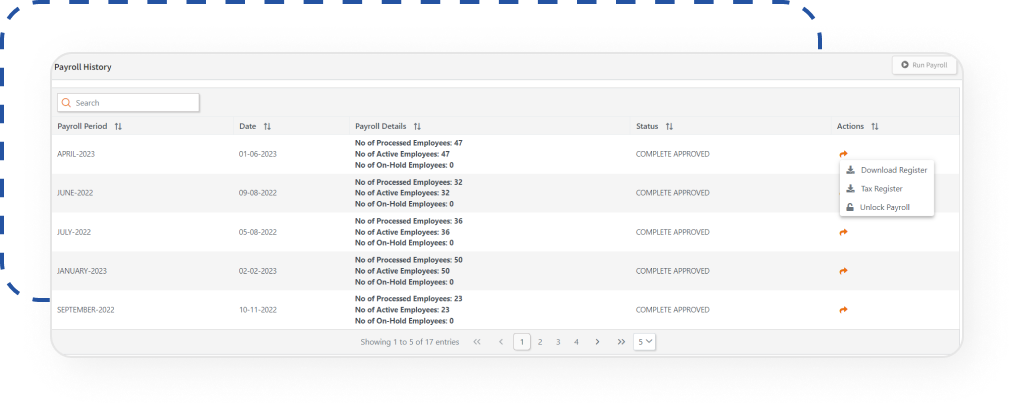 Payroll History
Run Payroll
Search
Payroll Period Date Payroll Details Status Actions
No of Processed Employees: 47
APRIL-2023 01-06-2023 No of Active Employees: 47 COMPLETE APPROVED
No of On-Hold Employees: 0
Download Register
Tax Register
Unlock Payroll
No of Processed Employees: 32
JUNE-2022 09-08-2022 No of Active Employees: 32 COMPLETE APPROVED
No of On-Hold Employees: 0
No of Processed Employees: 36
JULY-2022 05-08-2022 No of Active Employees: 36 COMPLETE APPROVED
No of On-Hold Employees: 0
No of Processed Employees: 50
JANUARY-2023 02-02-2023 No of Active Employees: 50 COMPLETE APPROVED
No of On-Hold Employees: 0
No of Processed Employees: 23
SEPTEMBER-2022 10-11-2022 No of Active Employees: 23 COMPLETE APPROVED
No of On-Hold Employees: 0
Showing 1 to 5 of 17 entries << < 1 2 3 4 > >> 5